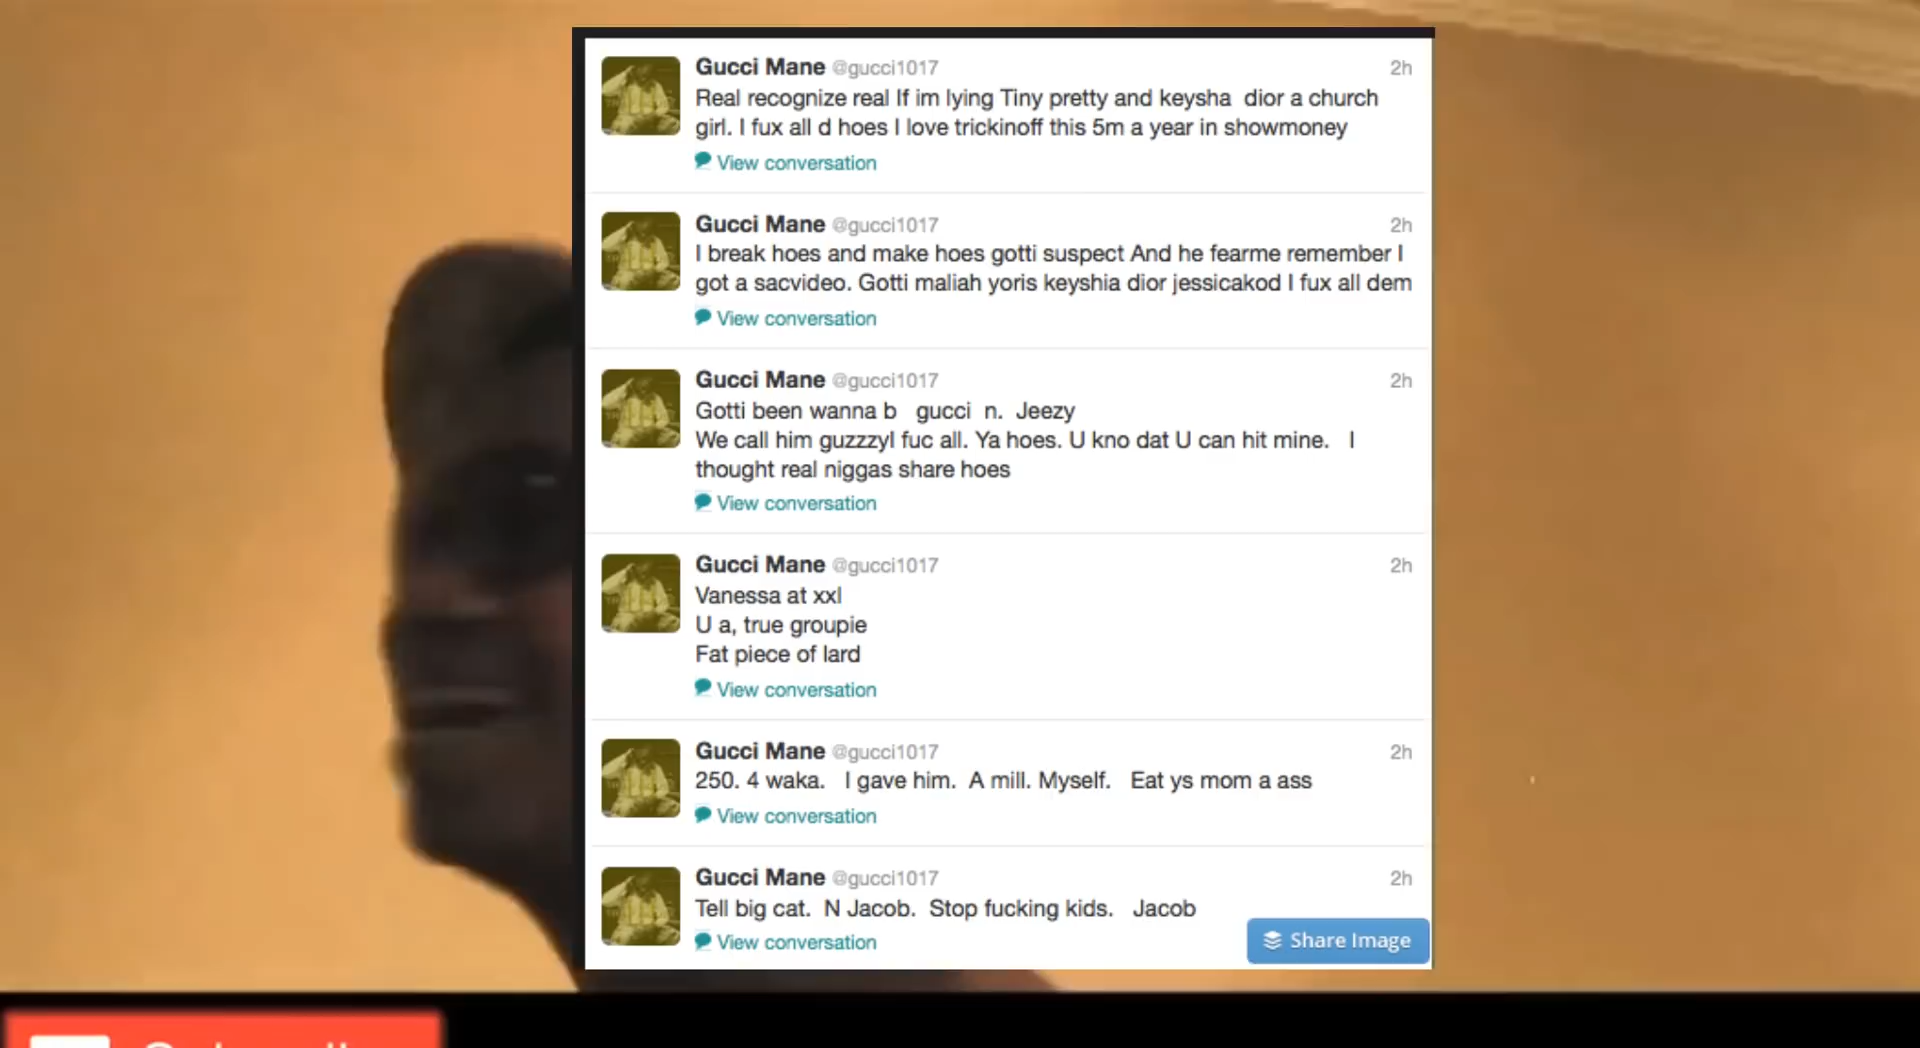 Gucci Mane @gucci1017 2h
Real recognize real If im lying Tiny pretty and keysha dior a church
girl. I fux all d hoes I love trickinoff this 5m a year in showmoney
View conversation
Gucci Mane @gucci1017 2h
I break hoes and make hoes gotti suspect And he fearme remember I
got a sacvideo. Gotti maliah yoris keyshia dior jessicakod I fux all dem
View conversation
Gucci Mane @gucci1017 2h
Gotti been wanna b gucci n. Jeezy
We call him guzzzyI fuc all. Ya hoes. U kno dat U can hit mine. I
thought real niggas share hoes
View conversation
Gucci Mane @gucci1017 2h
Vanessa at xxl
U a, true groupie
Fat piece of lard
View conversation
Gucci Mane @gucci1017 2h
250. 4 waka. I gave him. A mill. Myself. Eat ys mom a ass
View conversation
Gucci Mane @gucci1017 2h
Tell big cat. N Jacob. Stop fucking kids. Jacob
View conversation
Share Image